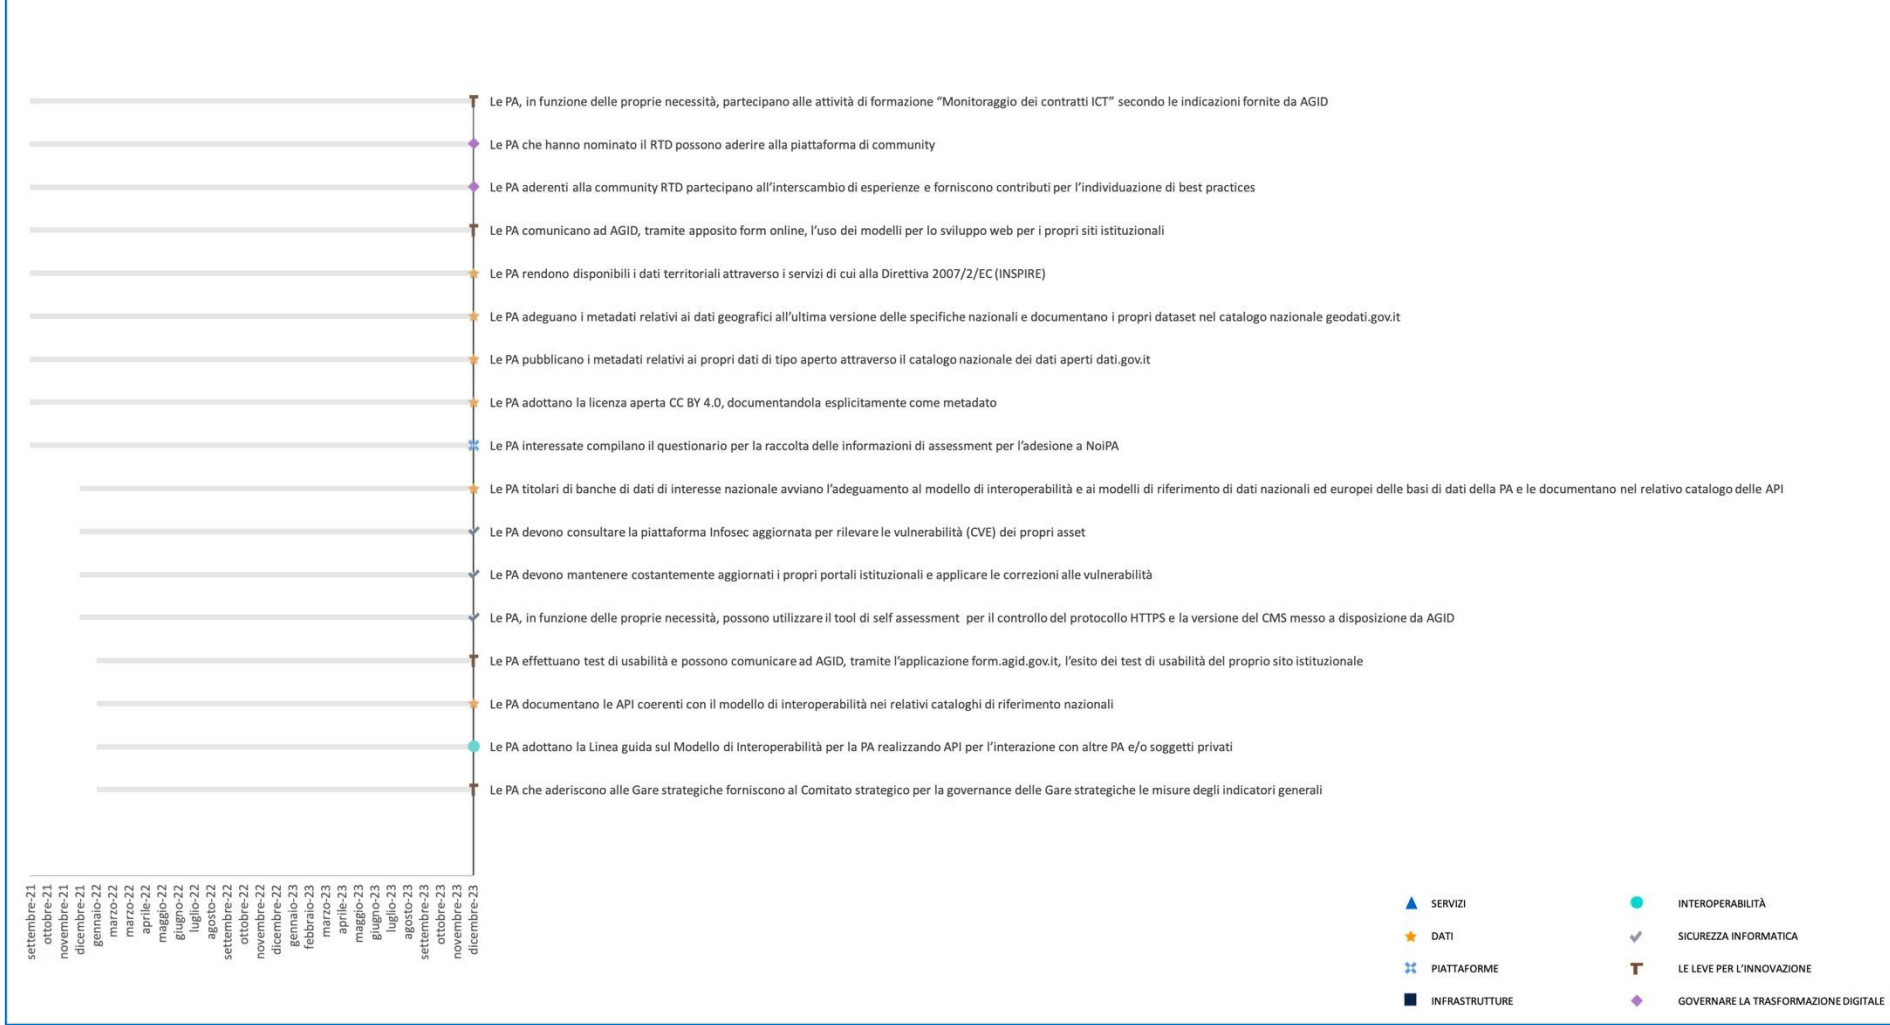 Le PA, in funzione delle proprie necessità, partecipano alle attività di formazione “Monitoraggio dei contratti ICT” secondo le indicazioni fornite da AGID
Le PA che hanno nominato il RTD possono aderire alla piattaforma di community
Le PA aderenti alla community RTD partecipano all’interscambio di esperienze e forniscono contributi per l’individuazione di best practices
Le PA comunicano ad AGID, tramite apposito form online, l’uso dei modelli per lo sviluppo web per i propri siti istituzionali
Le PA rendono disponibili i dati territoriali attraverso i servizi di cui alla Direttiva 2007/2/EC (INSPIRE)
Le PA adeguano i metadati relativi ai dati geografici all’ultima versione delle specifiche nazionali e documentano i propri dataset nel catalogo nazionale geodati.gov.it
Le PA pubblicano i metadati relativi ai propri dati di tipo aperto attraverso il catalogo nazionale dei dati aperti dati.gov.it
Le PA adottano la licenza aperta CC BY 4.0, documentandola esplicitamente come metadato
Le PA interessate compilano il questionario per la raccolta delle informazioni di assessment per l’adesione a NoiPA
Le PA titolari di banche di dati di interesse nazionale avviano l’adeguamento al modello di interoperabilità e ai modelli di riferimento di dati nazionali ed europei delle basi di dati della PA e le documentano nel relativo catalogo delle API
Le PA devono consultare la piattaforma Infosec aggiornata per rilevare le vulnerabilità (CVE) dei propri asset
Le PA devono mantenere costantemente aggiornati i propri portali istituzionali e applicare le correzioni alle vulnerabilità
Le PA, in funzione delle proprie necessità, possono utilizzare il tool di self assessment per il controllo del protocollo HTTPS e la versione del CMS messo a disposizione da AGID
Le PA effettuano test di usabilità e possono comunicare ad AGID, tramite l’applicazione form.agid.gov.it, l’esito dei test di usabilità del proprio sito istituzionale
Le PA documentano le API coerenti con il modello di interoperabilità nei relativi cataloghi di riferimento nazionali
Le PA adottano la Linea guida sul Modello di Interoperabilità per la PA realizzando API per l’interazione con altre PA e/o soggetti privati
Le PA che aderiscono alle Gare strategiche forniscono al Comitato strategico per la governance delle Gare strategiche le misure degli indicatori generali
settembre-21
ottobre-21
novembre-21
dicembre-21
gennaio-22
marzo-22
marzo-22
aprile-22
maggio-22
giugno-22
luglio-22
agosto-22
settembre-22
ottobre-22
novembre-22
dicembre-22
gennaio-23
febbraio-23
marzo-23
aprile-23
maggio-23
giugno-23
luglio-23
agosto-23
settembre-23
ottobre-23
novembre-23
dicembre-23
SERVIZI
DATI
PIATTAFORME
INFRASTRUTTURE
INTEROPERABILITÀ
SICUREZZA INFORMATICA
LE LEVE PER L’INNOVAZIONE
GOVERNARE LA TRASFORMAZIONE DIGITALE